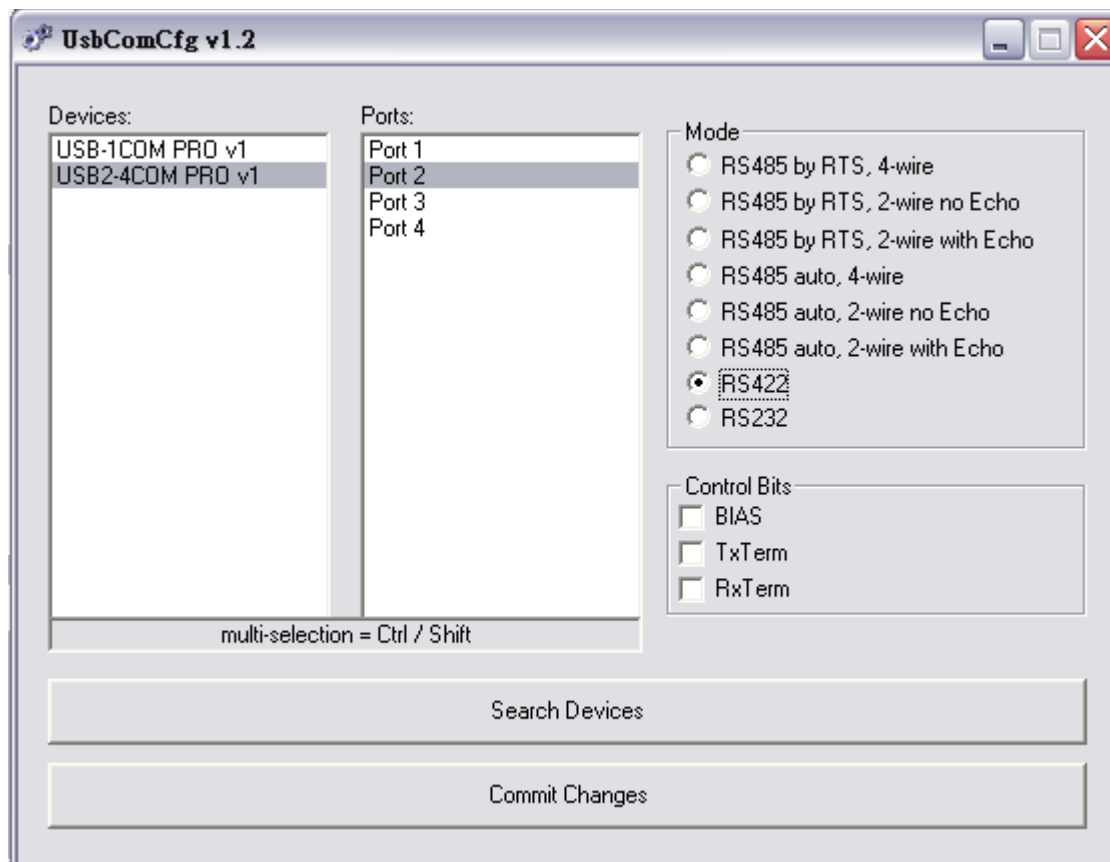 UsbComCfg v1.2
Devices:
USB-1COM PRO v1
USB2-4COM PRO v1
Ports:
Port 1
Port 2
Port 3
Port 4
multi-selection = Ctrl / Shift
Mode
RS485 by RTS, 4-wire
RS485 by RTS, 2-wire no Echo
RS485 by RTS, 2-wire with Echo
RS485 auto, 4-wire
RS485 auto, 2-wire no Echo
RS485 auto, 2-wire with Echo
RS422
RS232
Control Bits
BIAS
TxTerm
RxTerm
Search Devices
Commit Changes